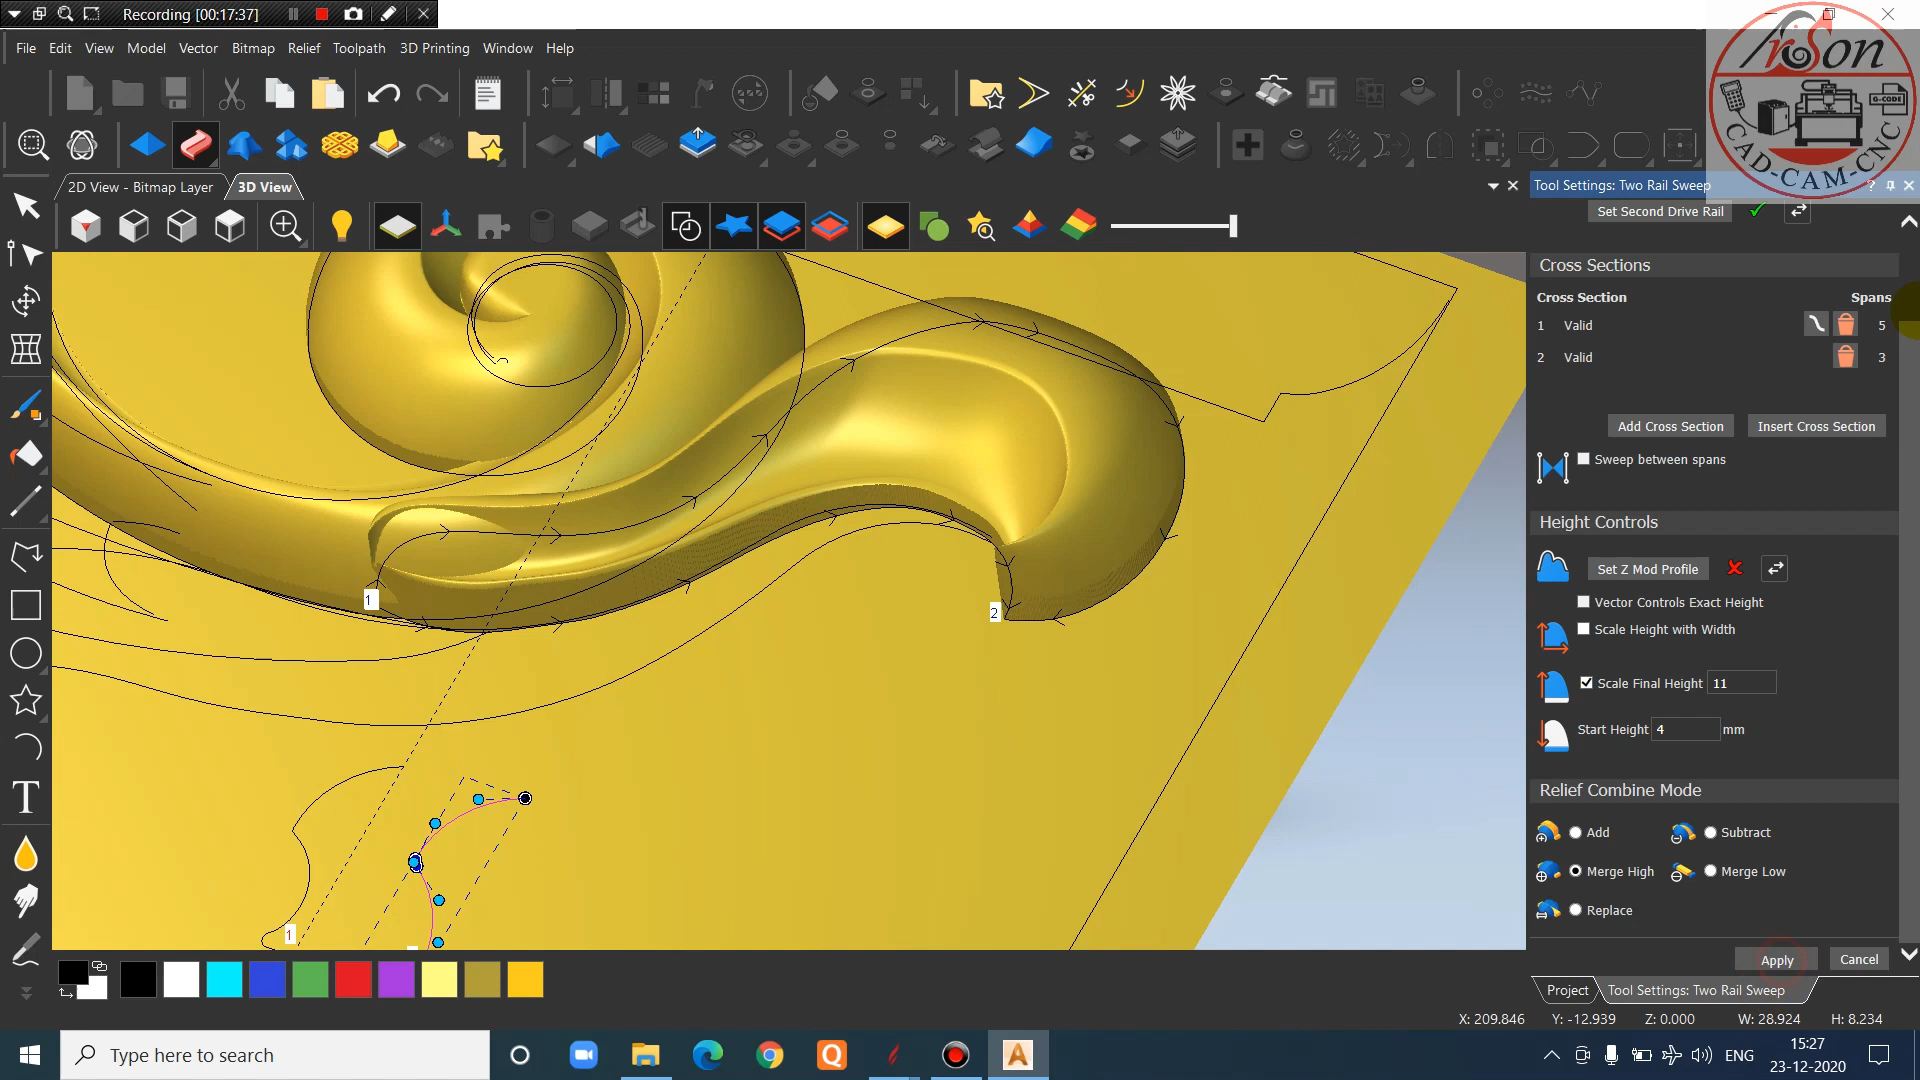 Recording [00:17:37]
File Edit View Model Vector Bitmap Relief Toolpath 3D Printing Window Help
ArtSon
G-CODE
CAD-CAM-CNC
2D View - Bitmap Layer 3D View
Tool Settings: Two Rail Sweep
Set Second Drive Rail
Cross Sections
Cross Section Spans
1 Valid 5
2 Valid 3
Add Cross Section Insert Cross Section
Sweep between spans
Height Controls
Set Z Mod Profile
Vector Controls Exact Height
Scale Height with Width
Scale Final Height 11
Start Height 4 mm
Relief Combine Mode
Add Subtract
Merge High Merge Low
Replace
Apply Cancel
Project Tool Settings: Two Rail Sweep
1
2
1
X: 209.846 Y: -12.939 Z: 0.000 W: 28.924 H: 8.234
Type here to search
ENG
15:27
23-12-2020